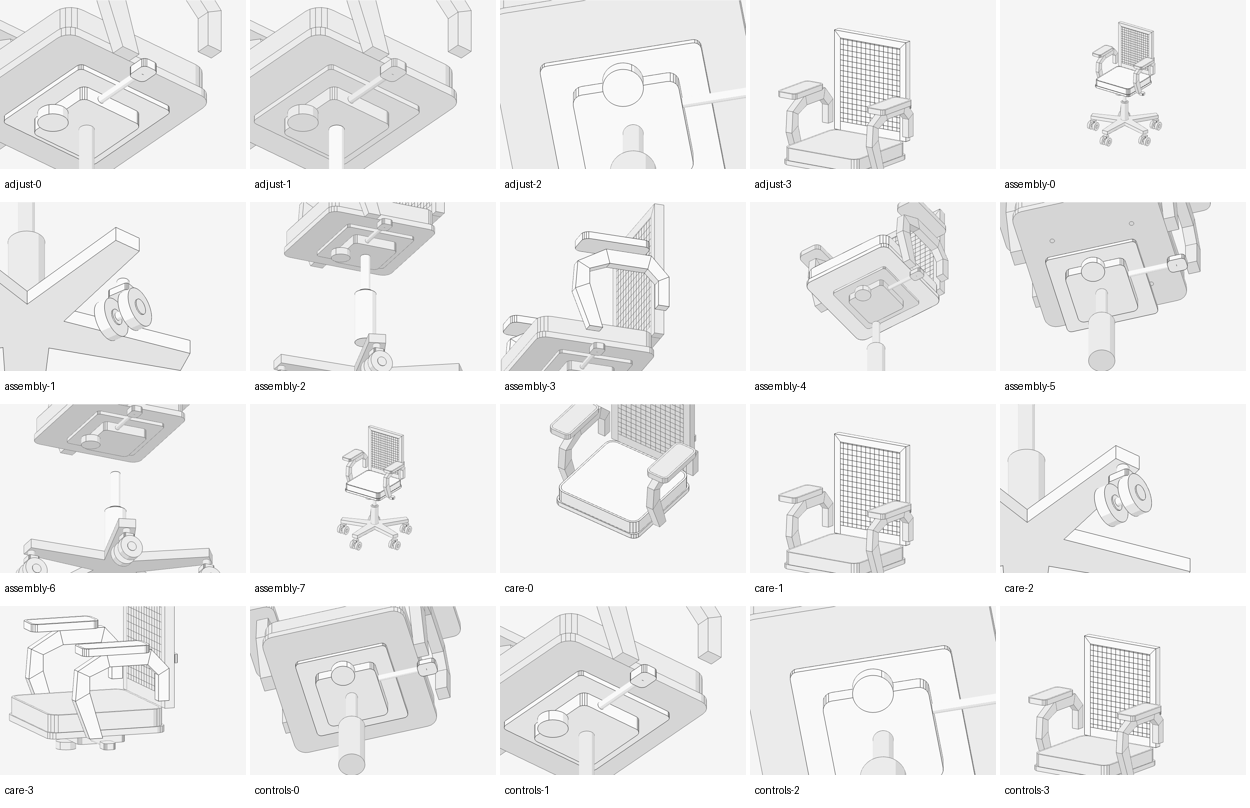 adjust-0
adjust-1
adjust-2
adjust-3
assembly-0
assembly-1
assembly-2
assembly-3
assembly-4
assembly-5
assembly-6
assembly-7
care-0
care-1
care-2
care-3
controls-0
controls-1
controls-2
controls-3